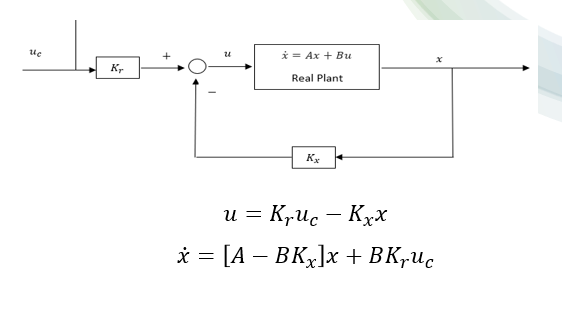 u_c
K_r
+
−
u
ẋ = Ax + Bu
Real Plant
x
K_x
u = K_r u_c − K_x x
ẋ = [A − BK_x]x + BK_r u_c